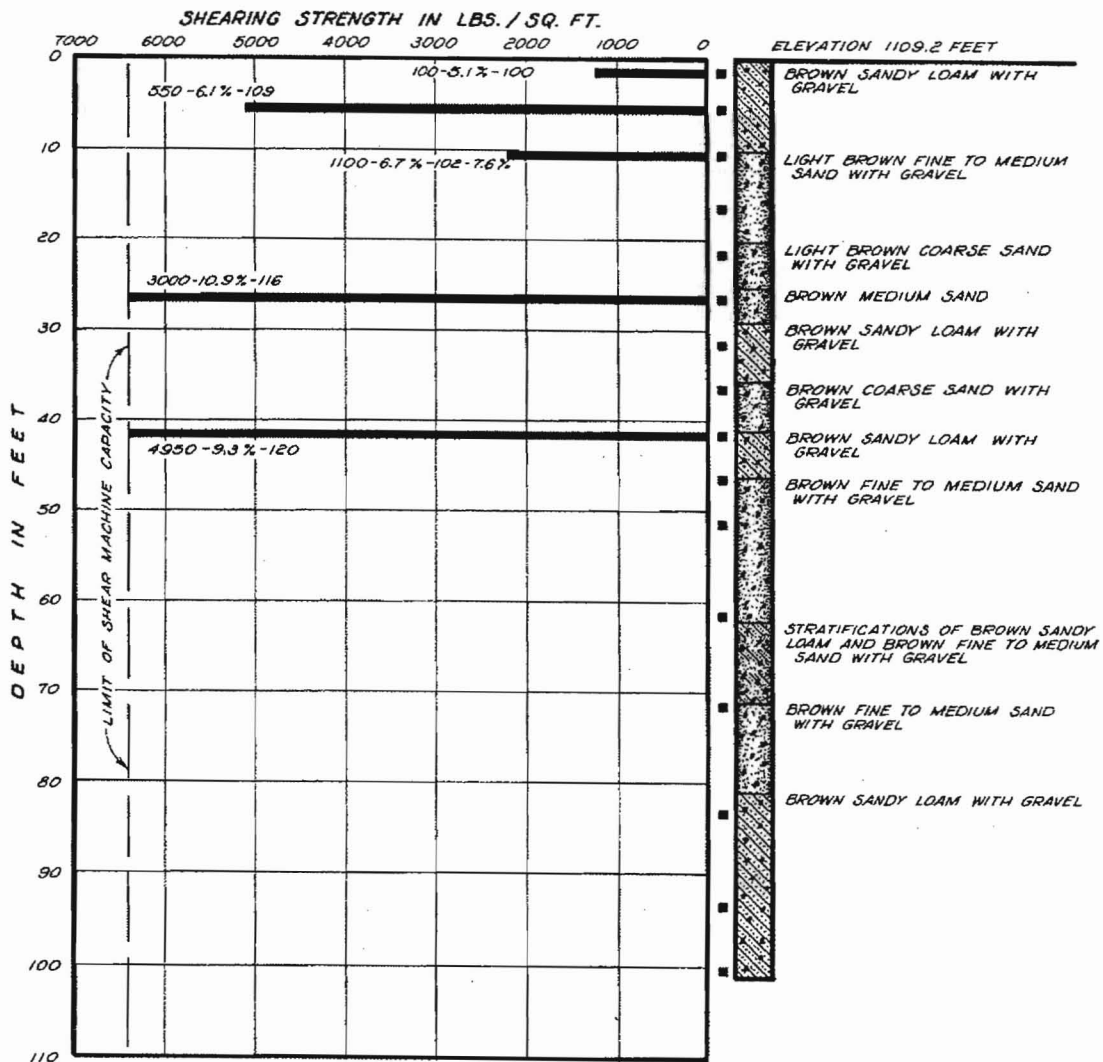 SHEARING STRENGTH IN LBS./SQ. FT.
7000 6000 5000 4000 3000 2000 1000 0
ELEVATION 1109.2 FEET
0
100-5.1%-100
BROWN SANDY LOAM WITH
GRAVEL
550-6.1%-109
10
1100-6.7%-102-7.6%
LIGHT BROWN FINE TO MEDIUM
SAND WITH GRAVEL
20
LIGHT BROWN COARSE SAND
WITH GRAVEL
3000-10.9%-116
BROWN MEDIUM SAND
30
BROWN SANDY LOAM WITH
GRAVEL
BROWN COARSE SAND WITH
GRAVEL
40
4950-9.3%-120
BROWN SANDY LOAM WITH
GRAVEL
BROWN FINE TO MEDIUM SAND
WITH GRAVEL
50
60
STRATIFICATIONS OF BROWN SANDY
LOAM AND BROWN FINE TO MEDIUM
SAND WITH GRAVEL
70
BROWN FINE TO MEDIUM SAND
WITH GRAVEL
80
BROWN SANDY LOAM WITH GRAVEL
90
100
110
DEPTH IN FEET
LIMIT OF SHEAR MACHINE CAPACITY